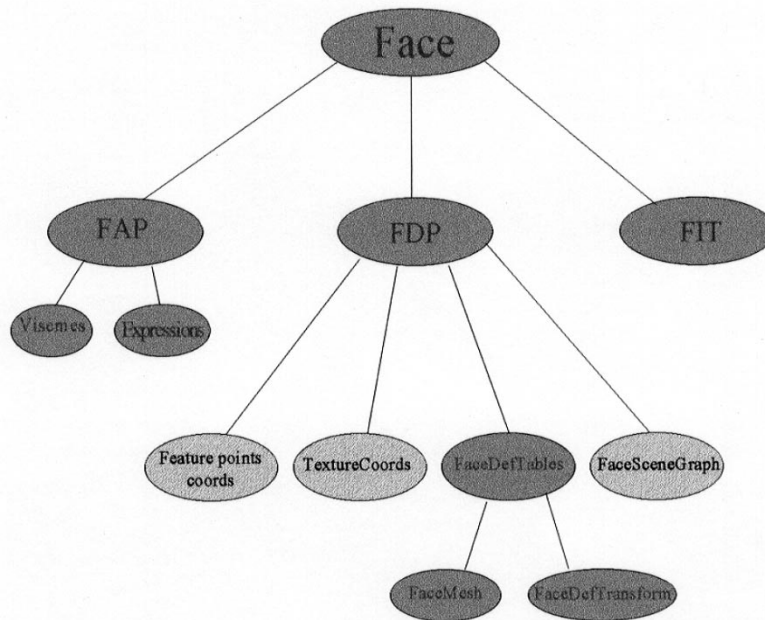 Face
FAP
FDP
FIT
Visemes
Expressions
Feature points
coords
TextureCoords
FaceDefTables
FaceSceneGraph
FaceMesh
FaceDefTransform